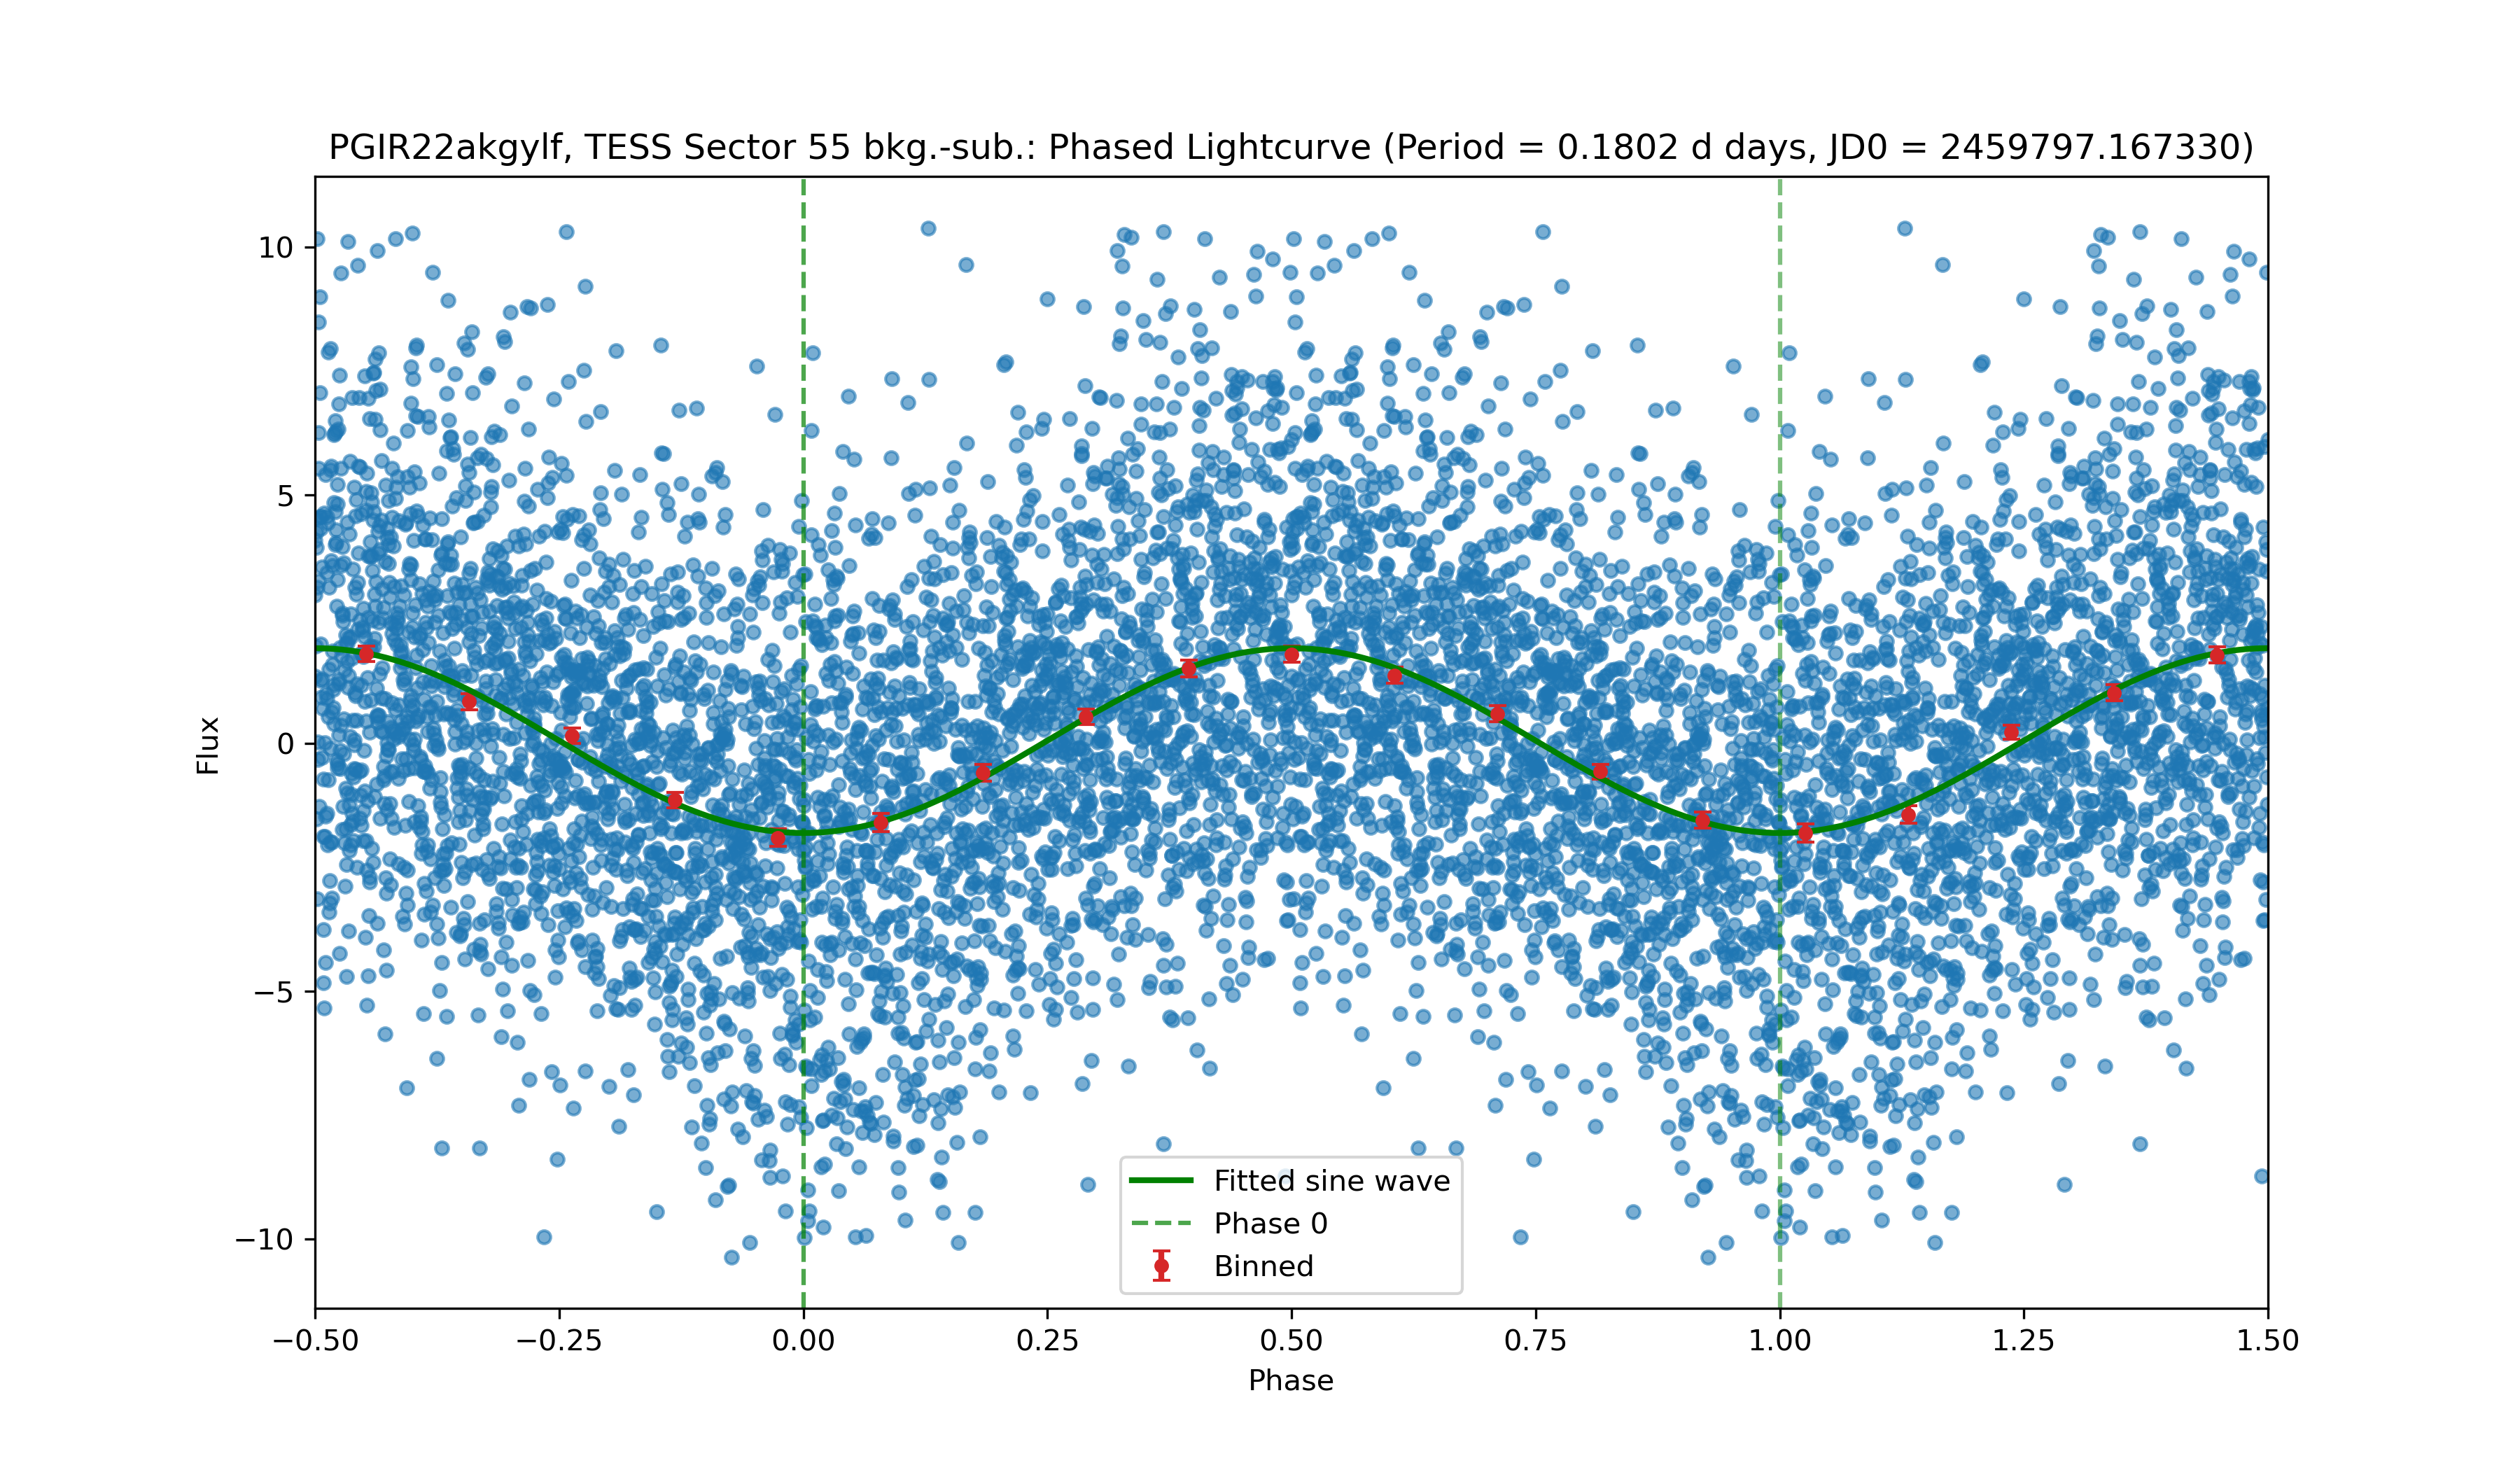 PGIR22akgylf, TESS Sector 55 bkg.-sub.: Phased Lightcurve (Period = 0.1802 d days, JD0 = 2459797.167330)
10
5
0
−5
−10
Flux
Fitted sine wave
Phase 0
Binned
−0.50
−0.25
0.00
0.25
0.50
0.75
1.00
1.25
1.50
Phase